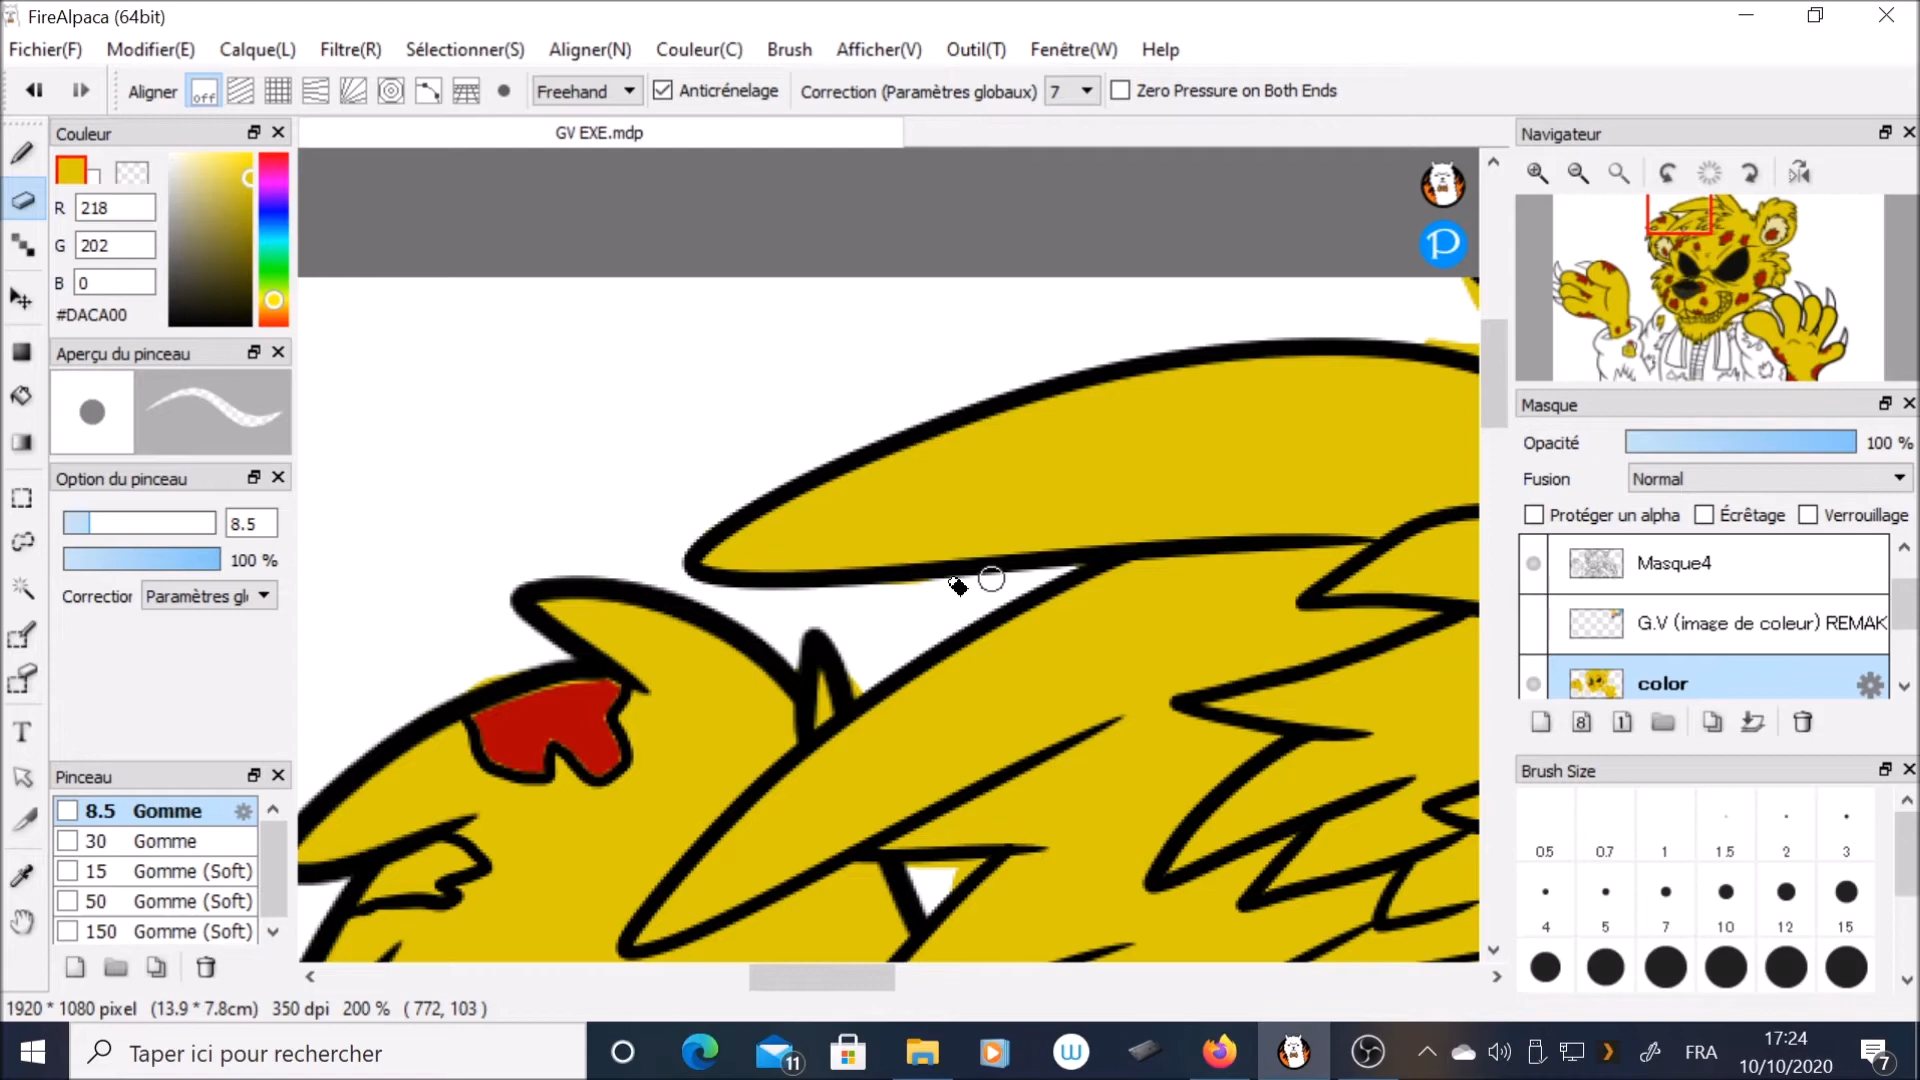 FireAlpaca (64bit)
Fichier(F) Modifier(E) Calque(L) Filtre(R) Sélectionner(S) Aligner(N) Couleur(C) Brush Afficher(V) Outil(T) Fenêtre(W) Help
Aligner off Freehand Anticrénelage Correction (Paramètres globaux) 7 Zero Pressure on Both Ends
Couleur
GV EXE.mdp
Navigateur
R 218
G 202
B 0
#DACA00
Aperçu du pinceau
Masque
Opacité 100 %
Option du pinceau
Fusion Normal
8.5
Protéger un alpha Écrêtage Verrouillage
100 %
Masque4
Correctior Paramètres gl
G.V (image de coleur) REMAK
color
8 1
Pinceau
Brush Size
8.5 Gomme
30 Gomme
15 Gomme (Soft)
50 Gomme (Soft)
150 Gomme (Soft)
0.5 0.7 1 1.5 2 3
4 5 7 10 12 15
1920 * 1080 pixel (13.9 * 7.8cm) 350 dpi 200 % ( 772, 103 )
Taper ici pour rechercher
11
FRA
17:24
10/10/2020
7